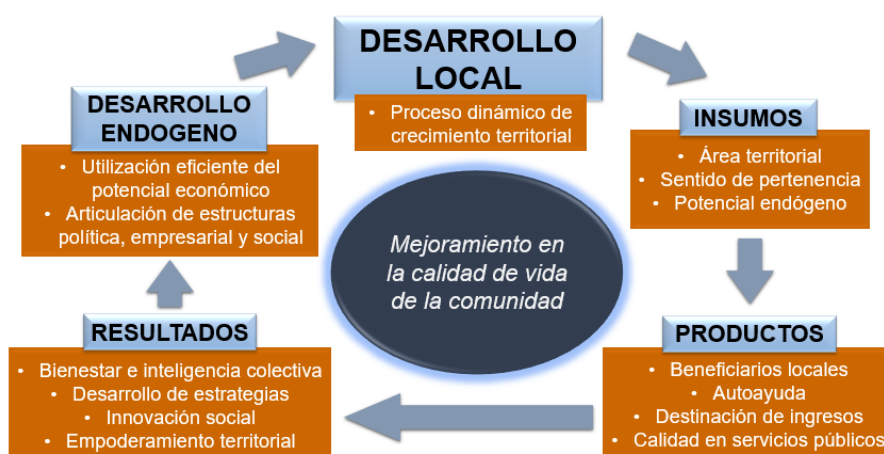 DESARROLLO
LOCAL
• Proceso dinámico de
crecimiento territorial
INSUMOS
• Área territorial
• Sentido de pertenencia
• Potencial endógeno
PRODUCTOS
• Beneficiarios locales
• Autoayuda
• Destinación de ingresos
• Calidad en servicios públicos
RESULTADOS
• Bienestar e inteligencia colectiva
• Desarrollo de estrategias
• Innovación social
• Empoderamiento territorial
DESARROLLO
ENDOGENO
• Utilización eficiente del
potencial económico
• Articulación de estructuras
política, empresarial y social
Mejoramiento en
la calidad de vida
de la comunidad